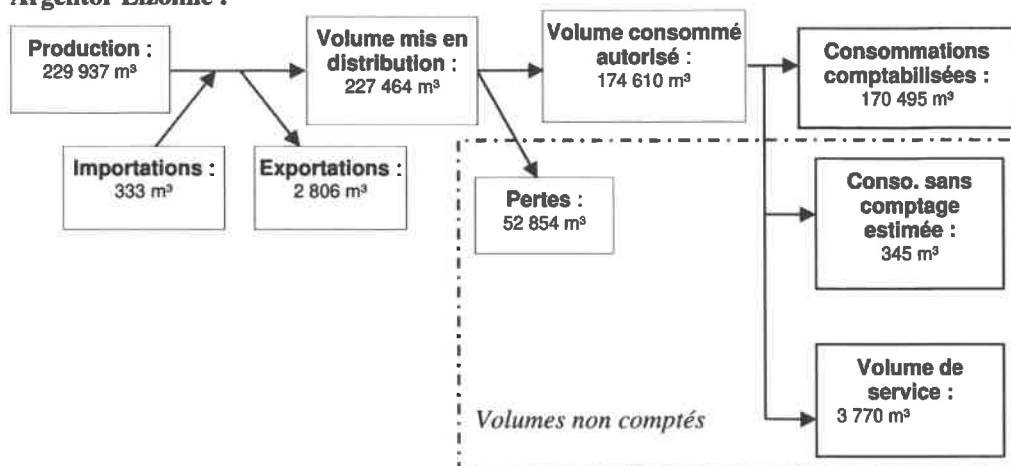 Argentor Lizonne :
Production :
229 937 m³
Volume mis en
distribution :
227 464 m³
Volume consommé
autorisé :
174 610 m³
Consommations
comptabilisées :
170 495 m³
Importations :
333 m³
Exportations :
2 806 m³
Pertes :
52 854 m³
Conso. sans
comptage
estimée :
345 m³
Volume de
service :
3 770 m³
Volumes non comptés